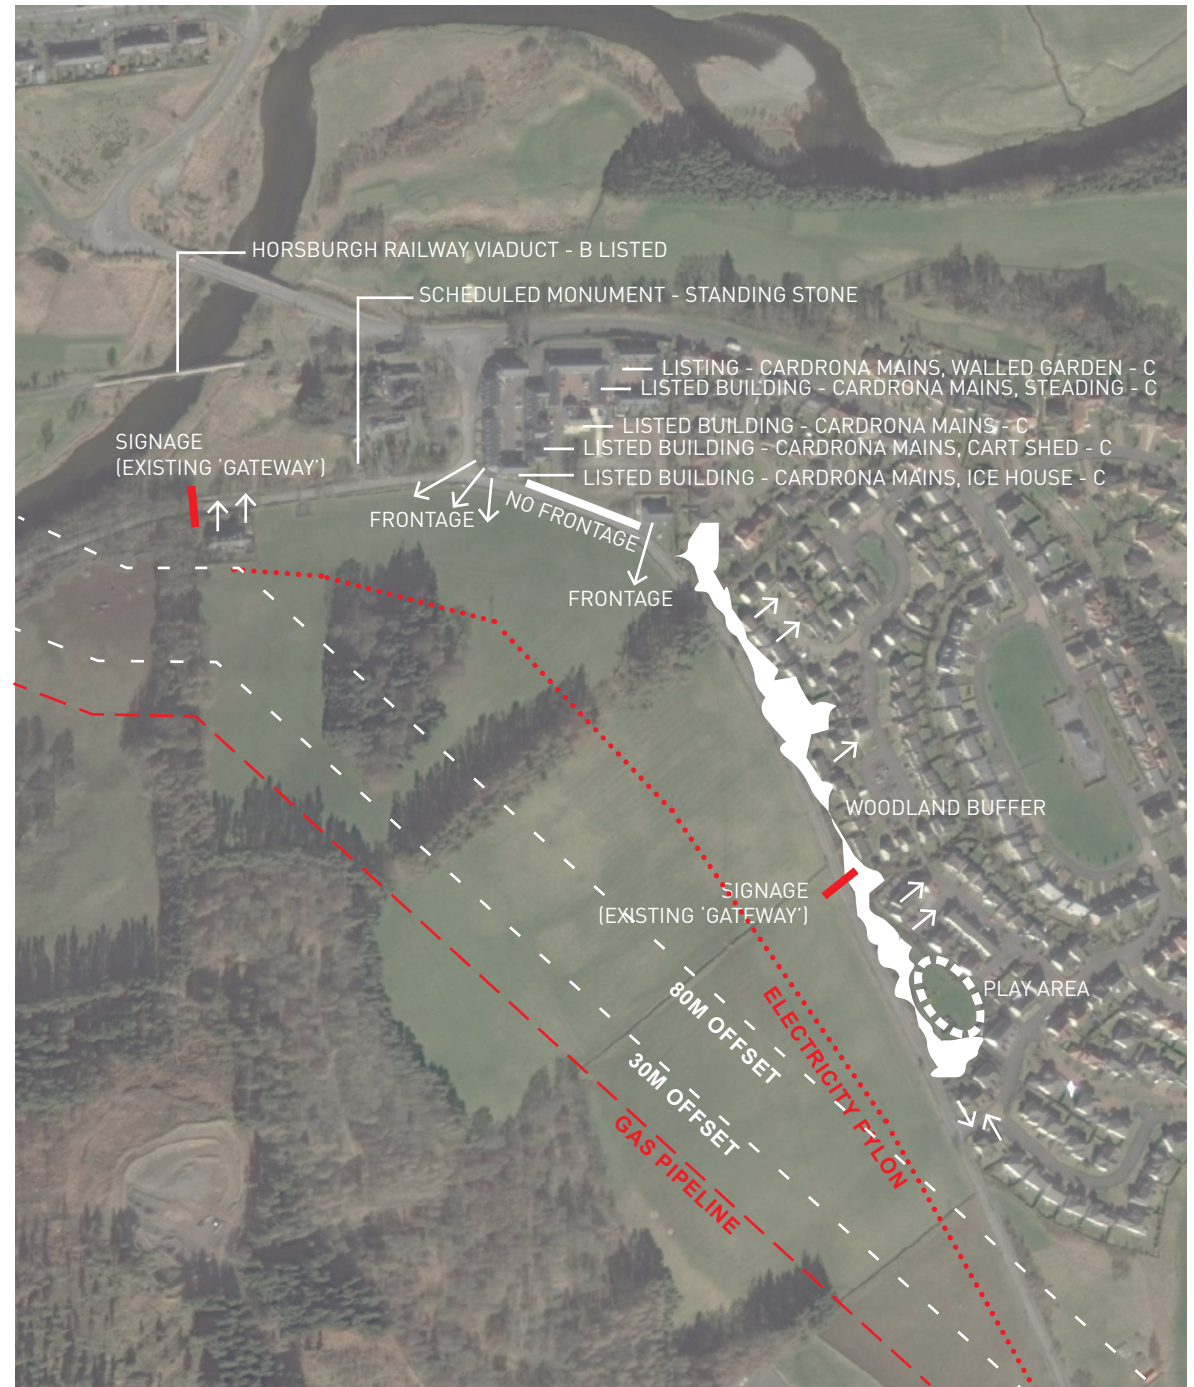 HORSBURGH RAILWAY VIADUCT - B LISTED
SCHEDULED MONUMENT - STANDING STONE
LISTING - CARDRONA MAINS, WALLED GARDEN - C
LISTED BUILDING - CARDRONA MAINS, STEADING - C
LISTED BUILDING - CARDRONA MAINS - C
LISTED BUILDING - CARDRONA MAINS, CART SHED - C
LISTED BUILDING - CARDRONA MAINS, ICE HOUSE - C
SIGNAGE
(EXISTING ‘GATEWAY’)
FRONTAGE
NO FRONTAGE
FRONTAGE
WOODLAND BUFFER
SIGNAGE
(EXISTING ‘GATEWAY’)
PLAY AREA
80M OFFSET
ELECTRICITY PYLON
30M OFFSET
GAS PIPELINE